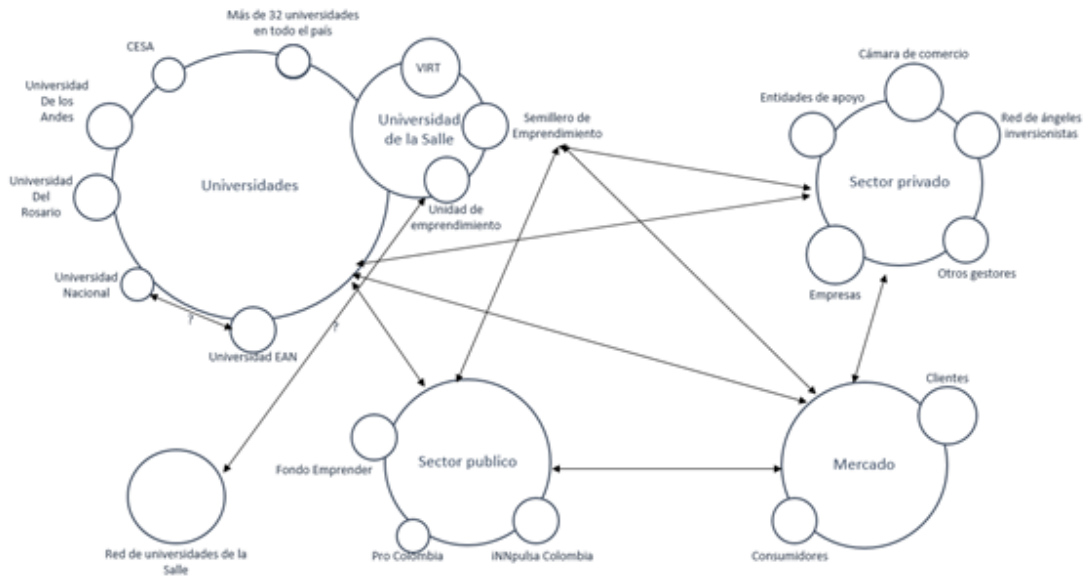 Más de 32 universidades
en todo el país
CESA
Universidad
De los
Andes
Universidad
Del
Rosario
Universidad
Nacional
?
Universidad EAN
Universidades
VIRT
Universidad
de la Salle
Semillero de
Emprendimiento
Unidad de
emprendimiento
?
Red de universidades de la
Salle
Cámara de comercio
Entidades de apoyo
Red de ángeles
inversionistas
Sector privado
Otros gestores
Empresas
Fondo Emprender
Sector publico
Pro Colombia
iNNpulsa Colombia
Clientes
Mercado
Consumidores